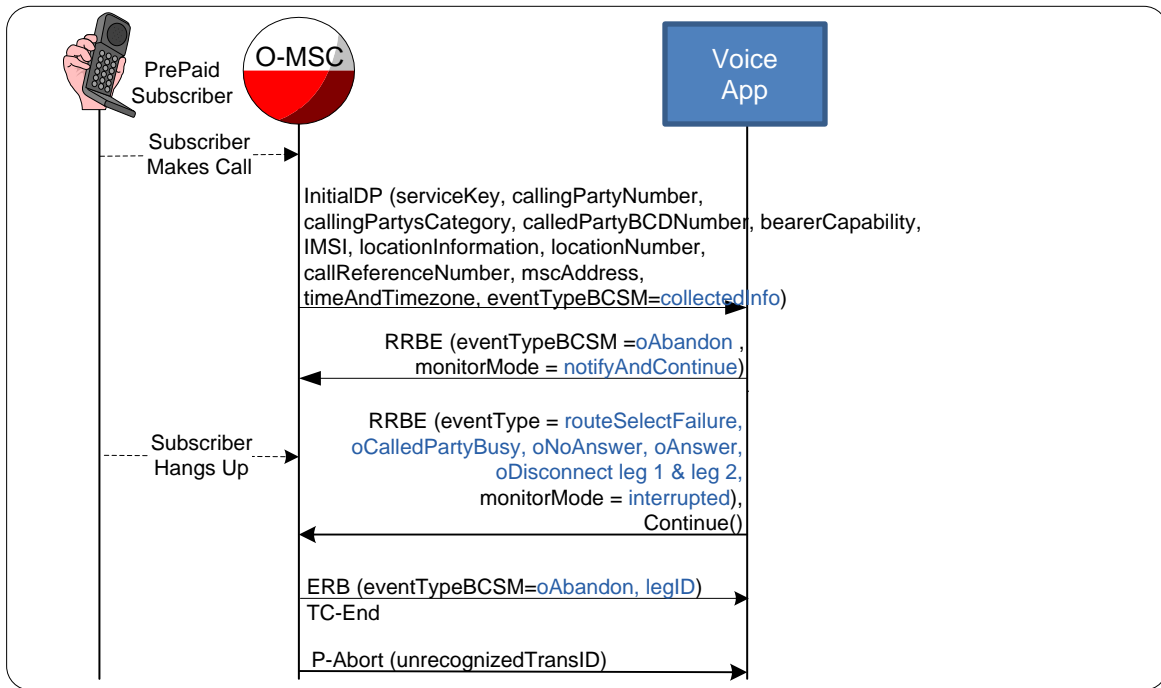 O-MSC
Voice
App
PrePaid
Subscriber
Subscriber
Makes Call
InitialDP (serviceKey, callingPartyNumber,
callingPartysCategory, calledPartyBCDNumber, bearerCapability,
IMSI, locationInformation, locationNumber,
callReferenceNumber, mscAddress,
timeAndTimezone, eventTypeBCSM=collectedInfo)
RRBE (eventTypeBCSM =oAbandon ,
monitorMode = notifyAndContinue)
RRBE (eventType = routeSelectFailure,
oCalledPartyBusy, oNoAnswer, oAnswer,
oDisconnect leg 1 & leg 2,
monitorMode = interrupted),
Continue()
Subscriber
Hangs Up
ERB (eventTypeBCSM=oAbandon, legID)
TC-End
P-Abort (unrecognizedTransID)